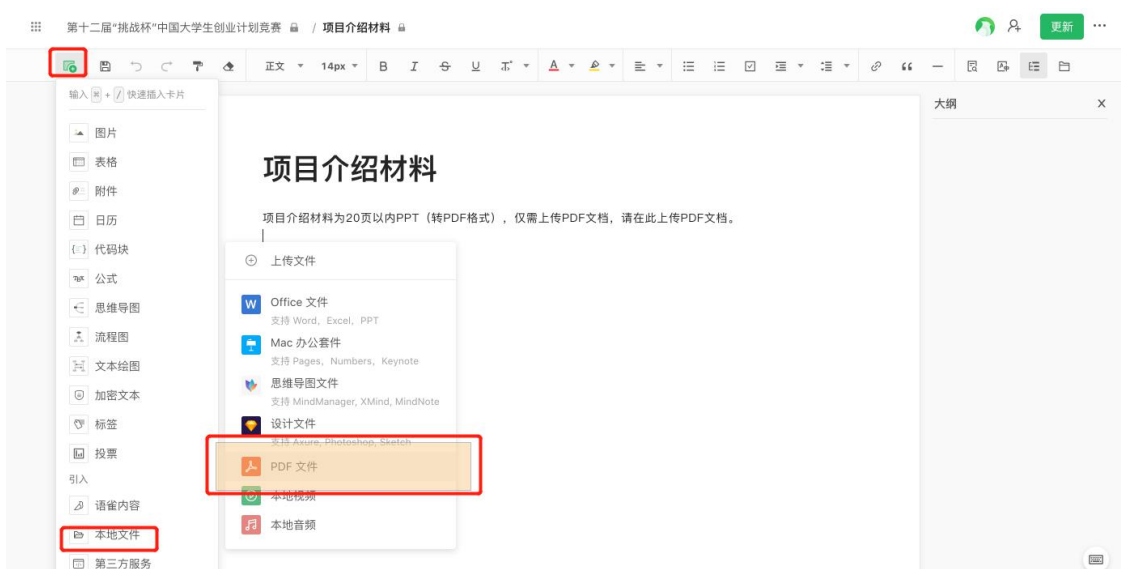 第十二届“挑战杯”中国大学生创业计划竞赛 / 项目介绍材料
更新
正文 14px B I S U
大纲 X
输入 ⌘ + / 快速插入卡片
图片
表格
附件
日历
代码块
公式
思维导图
流程图
文本绘图
加密文本
标签
投票
引入
语雀内容
本地文件
第三方服务
项目介绍材料
项目介绍材料为20页以内PPT（转PDF格式），仅需上传PDF文档，请在此上传PDF文档。
上传文件
Office 文件
支持 Word, Excel, PPT
Mac 办公套件
支持 Pages, Numbers, Keynote
思维导图文件
支持 MindManager, XMind, MindNote
设计文件
支持 Axure, Photoshop, Sketch
PDF 文件
本地视频
本地音频